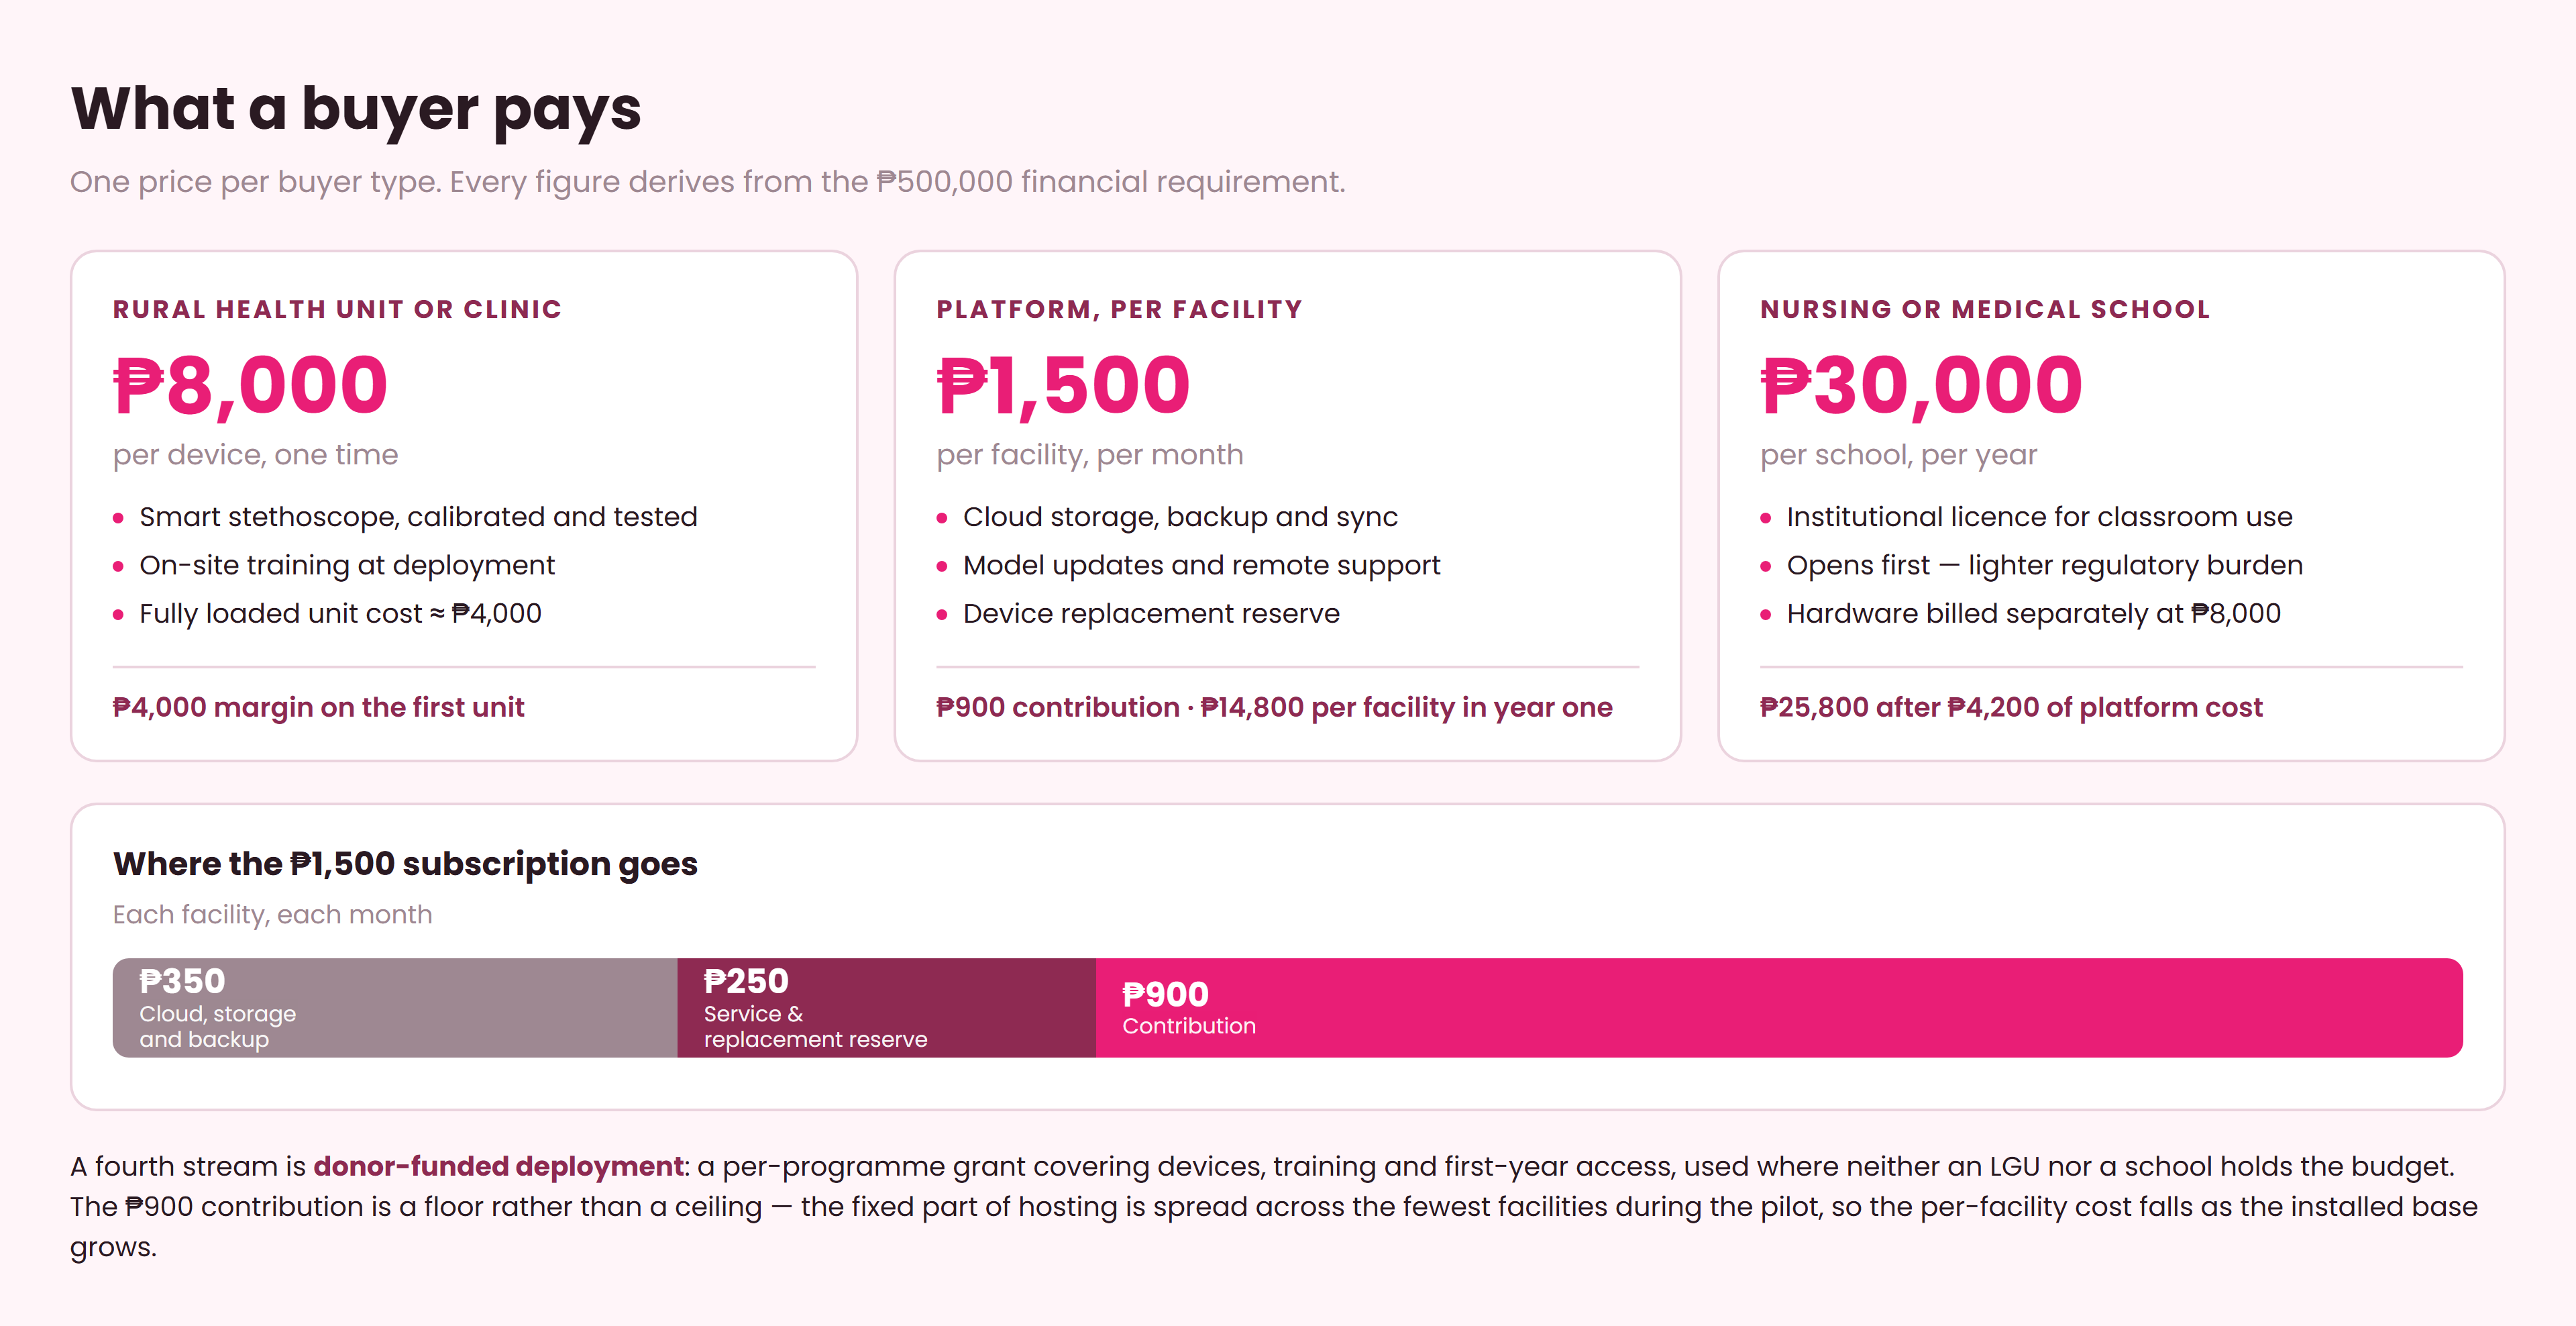 What a buyer pays
One price per buyer type. Every figure derives from the ₱500,000 financial requirement.
RURAL HEALTH UNIT OR CLINIC
₱8,000
per device, one time
• Smart stethoscope, calibrated and tested
• On-site training at deployment
• Fully loaded unit cost ≈ ₱4,000
₱4,000 margin on the first unit
PLATFORM, PER FACILITY
₱1,500
per facility, per month
• Cloud storage, backup and sync
• Model updates and remote support
• Device replacement reserve
₱900 contribution · ₱14,800 per facility in year one
NURSING OR MEDICAL SCHOOL
₱30,000
per school, per year
• Institutional licence for classroom use
• Opens first — lighter regulatory burden
• Hardware billed separately at ₱8,000
₱25,800 after ₱4,200 of platform cost
Where the ₱1,500 subscription goes
Each facility, each month
₱350
Cloud, storage
and backup
₱250
Service &
replacement reserve
₱900
Contribution
A fourth stream is donor-funded deployment: a per-programme grant covering devices, training and first-year access, used where neither an LGU nor a school holds the budget.
The ₱900 contribution is a floor rather than a ceiling — the fixed part of hosting is spread across the fewest facilities during the pilot, so the per-facility cost falls as the installed base
grows.